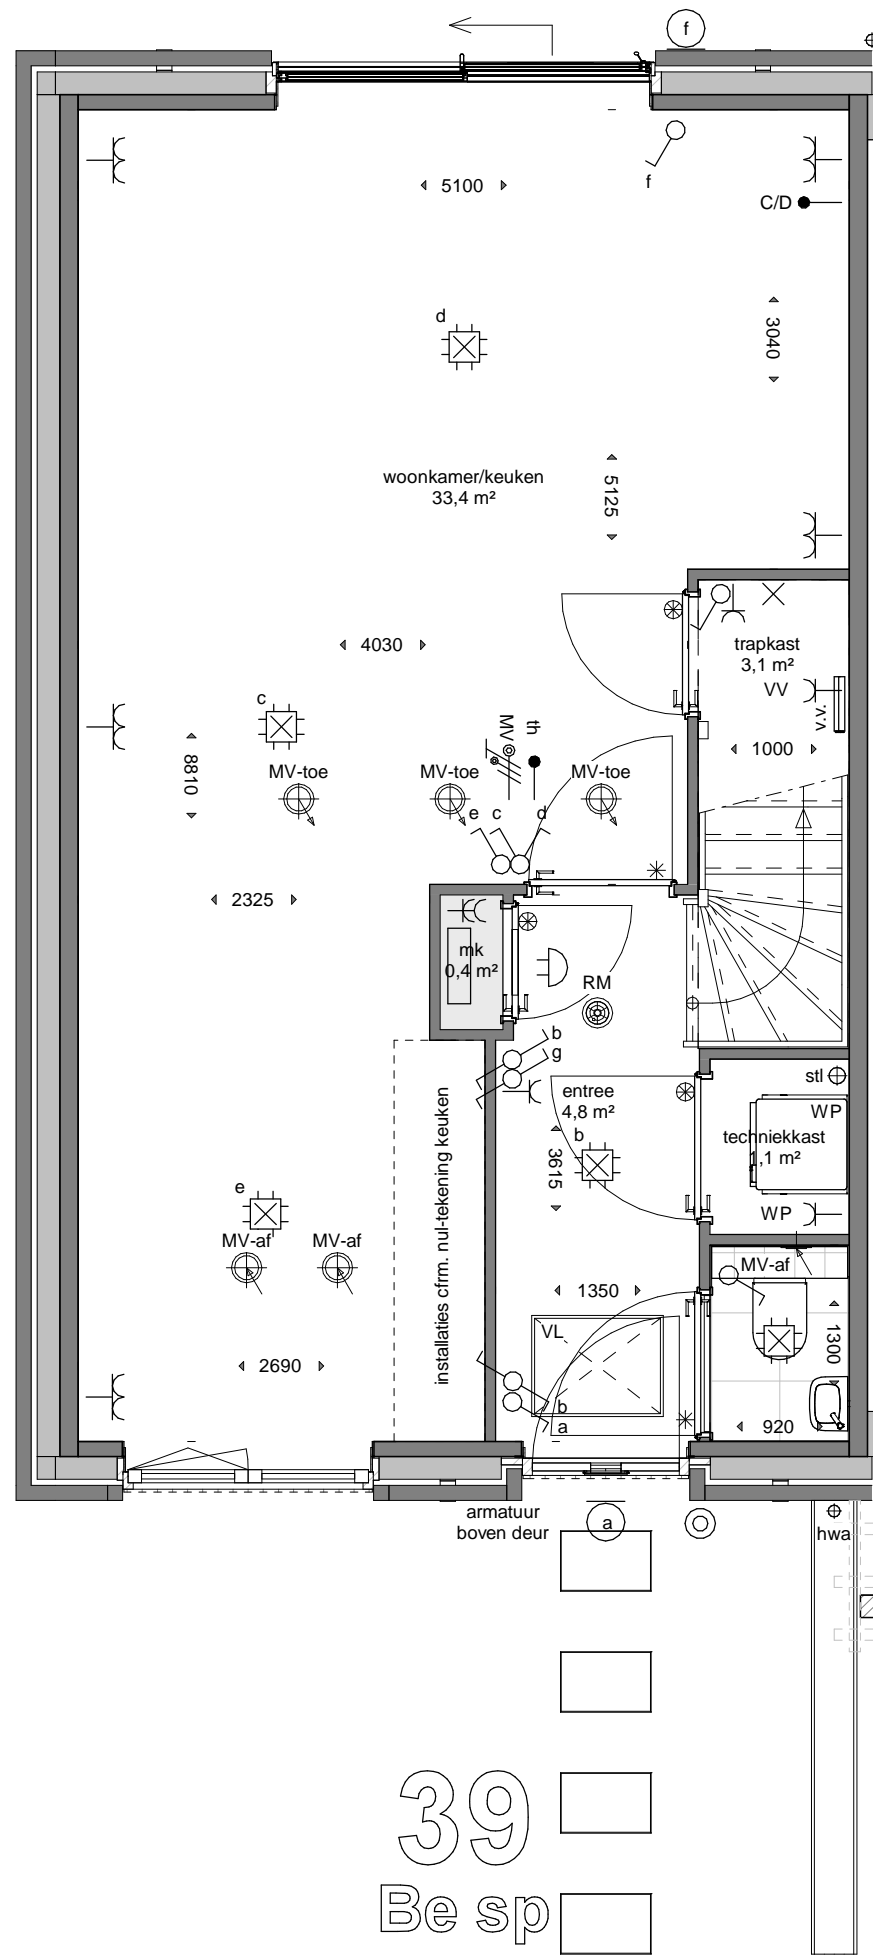 f
f
5100
C/D
3040
d
woonkamer/keuken
33,4 m²
5125
4030
trapkast
3,1 m²
VV
V.V.
1000
c
8810
MV
th
MV-toe
MV-toe
MV-toe
e
c
d
2325
mk
0,4 m²
RM
b
g
stl
WP
techniekkast
1,1 m²
WP
entree
4,8 m²
b
3615
installaties cfrm. nul-tekening keuken
e
MV-af
MV-af
MV-af
1350
1300
VL
2690
b
a
920
armatuur
boven deur
a
hwa
39
Be sp